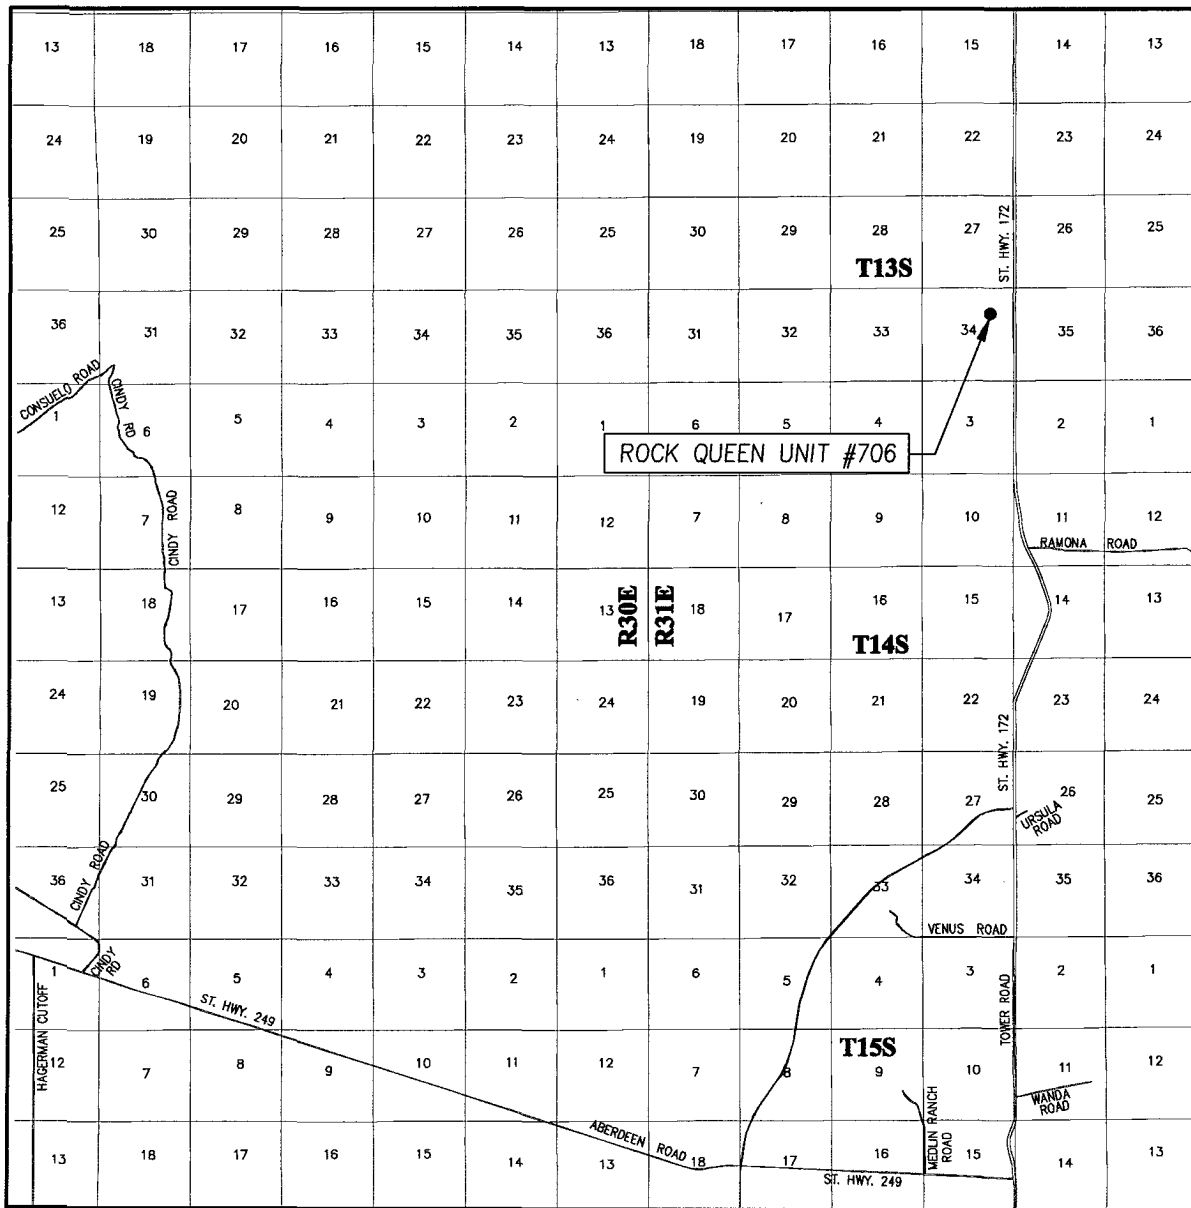 13 18 17 16 15 14 13 18 17 16 15 14 13
24 19 20 21 22 23 24 19 20 21 22 23 24
ST. HWY. 172
25 30 29 28 27 26 25 30 29 28 27 26 25
T13S
36 31 32 33 34 35 36 31 32 33 34 35 36
CONSUELO ROAD
CINDY RD
1 6 5 4 3 2 1 6 5 4 3 2 1
ROCK QUEEN UNIT #706
12 7 8 9 10 11 12 7 8 9 10 11 12
CINDY ROAD
RAMONA ROAD
13 18 17 16 15 14 13 18 17 16 15 14 13
R30E
R31E
T14S
24 19 20 21 22 23 24 19 20 21 22 23 24
ST. HWY. 172
25 30 29 28 27 26 25 30 29 28 27 26 25
URSULA
ROAD
36 31 32 33 34 35 36 31 32 33 34 35 36
CINDY ROAD
VENUS ROAD
1 6 5 4 3 2 1 6 5 4 3 2 1
CINDY
RD
HAGERMAN CUTOFF
ST. HWY. 249
TOWER ROAD
T15S
12 7 8 9 10 11 12 7 8 9 10 11 12
WANDA
ROAD
ABERDEEN ROAD
MEDLIN RANCH
ROAD
13 18 17 16 15 14 13 18 17 16 15 14 13
ST. HWY. 249